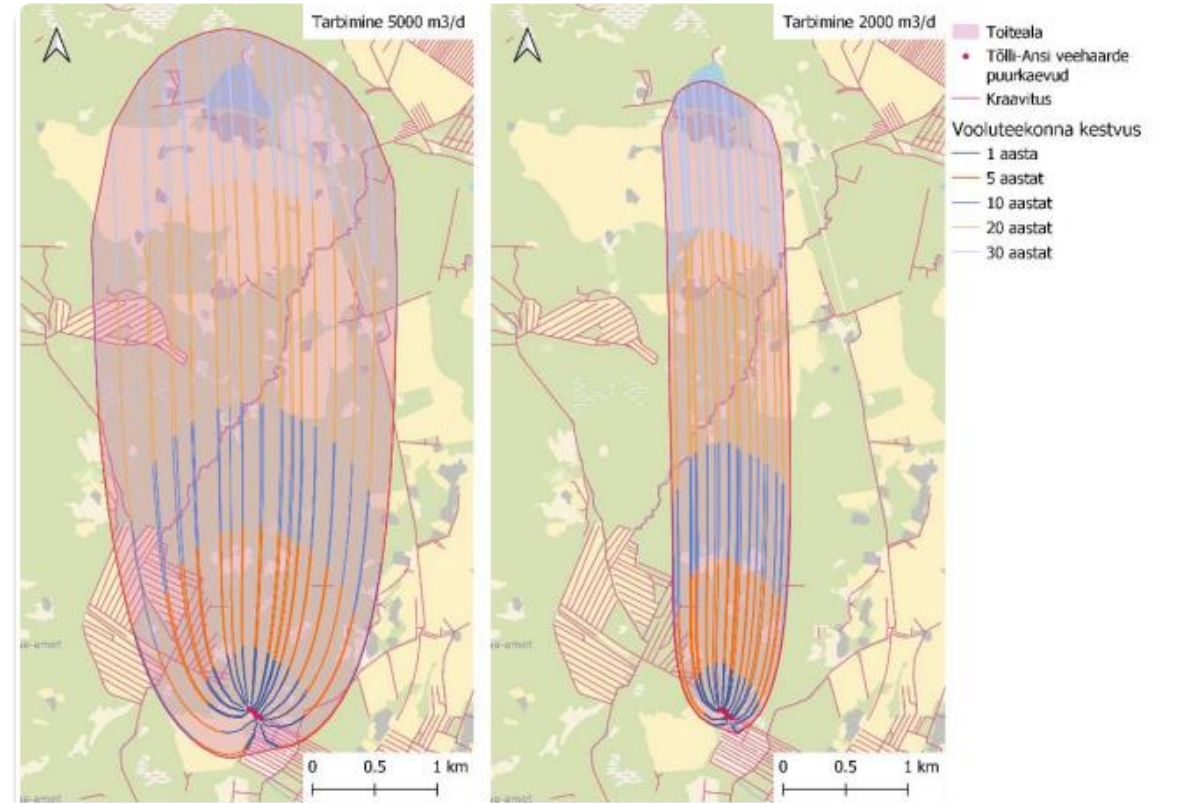 Tarbimine 5000 m3/d
Tarbimine 2000 m3/d
Toiteala
Tõlli-Ansi veehaarde
puurkaevud
Kraavitus
Vooluteekonna kestvus
1 aasta
5 aastat
10 aastat
20 aastat
30 aastat
0 0.5 1 km
0 0.5 1 km